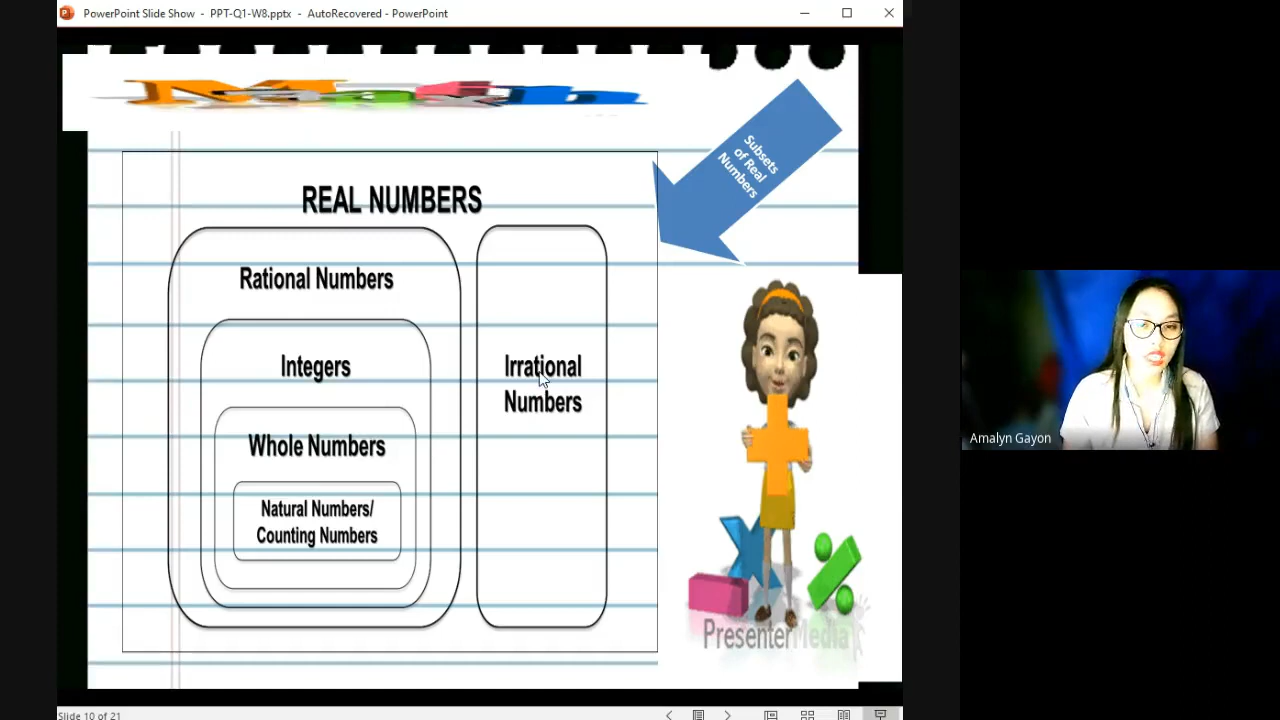 PowerPoint Slide Show - PPT-Q1-W8.pptx - AutoRecovered - PowerPoint
Math
Subsets
of Real
Numbers
REAL NUMBERS
Rational Numbers
Integers
Whole Numbers
Natural Numbers/
Counting Numbers
Irrational
Numbers
PresenterMedia
Amalyn Gayon
Slide 10 of 21